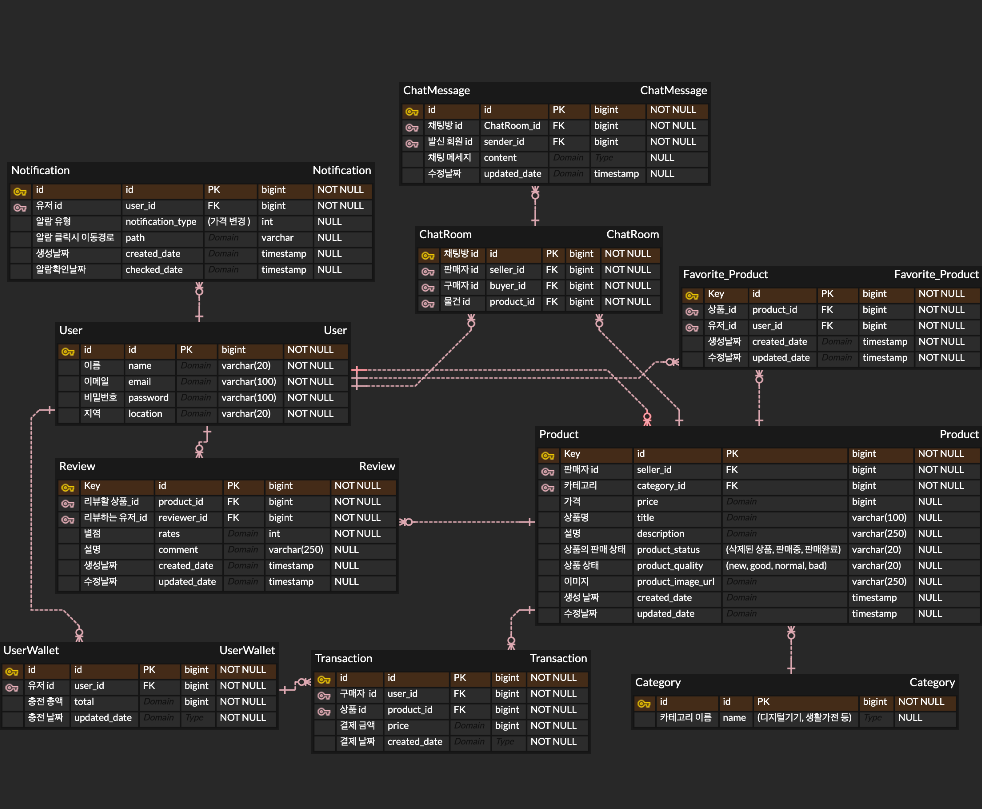 ChatMessage ChatMessage
id id PK bigint NOT NULL
채팅방 id ChatRoom_id FK bigint NOT NULL
발신 회원 id sender_id FK bigint NOT NULL
채팅 메세지 content Domain Type NULL
수정날짜 updated_date Domain timestamp NULL
Notification Notification
id id PK bigint NOT NULL
유저 id user_id FK bigint NOT NULL
알람 유형 notification_type (가격 변경 ) int NULL
알람 클릭시 이동경로 path Domain varchar NULL
생성날짜 created_date Domain timestamp NULL
알람확인날짜 checked_date Domain timestamp NULL
ChatRoom ChatRoom
채팅방 id id PK bigint NOT NULL
판매자 id seller_id FK bigint NOT NULL
구매자 id buyer_id FK bigint NOT NULL
물건 id product_id FK bigint NOT NULL
Favorite_Product Favorite_Product
Key id PK bigint NOT NULL
상품_id product_id FK bigint NOT NULL
유저_id user_id FK bigint NOT NULL
생성날짜 created_date Domain timestamp NULL
수정날짜 updated_date Domain timestamp NULL
User User
id id PK bigint NOT NULL
이름 name Domain varchar(20) NOT NULL
이메일 email Domain varchar(100) NOT NULL
비밀번호 password Domain varchar(100) NOT NULL
지역 location Domain varchar(20) NOT NULL
Product Product
Key id PK bigint NOT NULL
판매자 id seller_id FK bigint NOT NULL
카테고리 category_id FK bigint NOT NULL
가격 price Domain bigint NULL
상품명 title Domain varchar(100) NULL
설명 description Domain varchar(250) NULL
상품의 판매 상태 product_status (삭제된 상품, 판매중, 판매완료) varchar(20) NULL
상품 상태 product_quality (new, good, normal, bad) varchar(20) NULL
이미지 product_image_url Domain varchar(250) NULL
생성 날짜 created_date Domain timestamp NULL
수정날짜 updated_date Domain timestamp NULL
Review Review
Key id PK bigint NOT NULL
리뷰할 상품_id product_id FK bigint NOT NULL
리뷰하는 유저_id reviewer_id FK bigint NOT NULL
별점 rates Domain int NOT NULL
설명 comment Domain varchar(250) NULL
생성날짜 created_date Domain timestamp NULL
수정날짜 updated_date Domain timestamp NULL
UserWallet UserWallet
id id PK bigint NOT NULL
유저 id user_id FK bigint NOT NULL
충전 총액 total Domain bigint NOT NULL
충전 날짜 updated_date Domain Type NOT NULL
Transaction Transaction
id id PK bigint NOT NULL
구매자 id user_id FK bigint NOT NULL
상품 id product_id FK bigint NOT NULL
결제 금액 price Domain bigint NOT NULL
결제 날짜 created_date Domain Type NOT NULL
Category Category
id id PK bigint NOT NULL
카테고리 이름 name (디지털기기, 생활가전 등) Type NULL